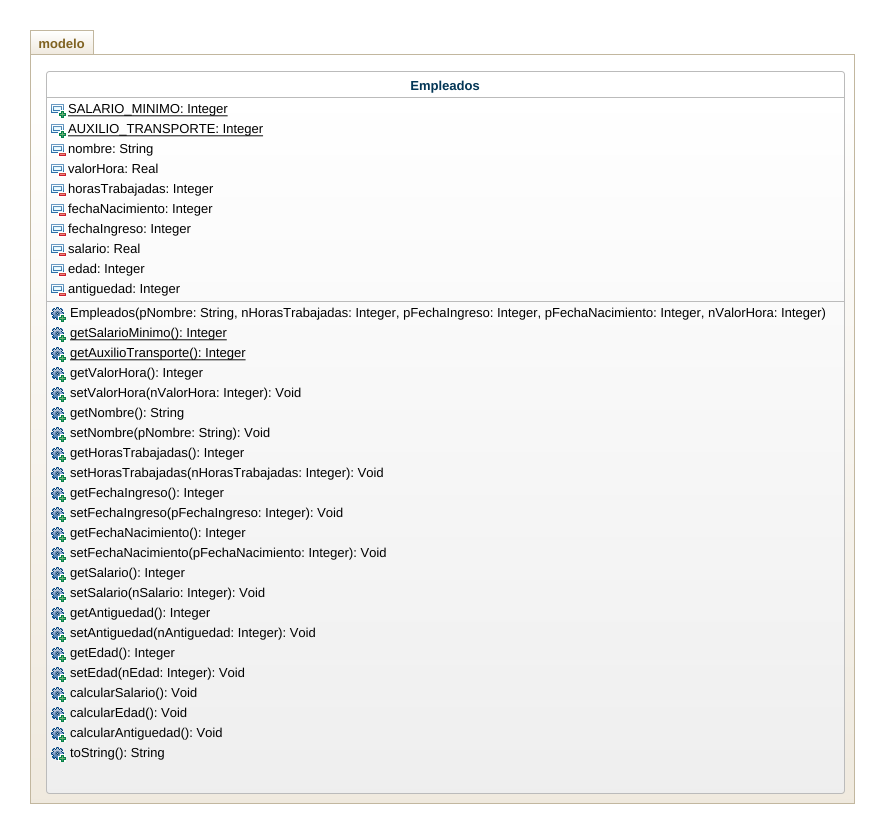 modelo
Empleados
SALARIO_MINIMO: Integer
AUXILIO_TRANSPORTE: Integer
nombre: String
valorHora: Real
horasTrabajadas: Integer
fechaNacimiento: Integer
fechaIngreso: Integer
salario: Real
edad: Integer
antiguedad: Integer
Empleados(pNombre: String, nHorasTrabajadas: Integer, pFechaIngreso: Integer, pFechaNacimiento: Integer, nValorHora: Integer)
getSalarioMinimo(): Integer
getAuxilioTransporte(): Integer
getValorHora(): Integer
setValorHora(nValorHora: Integer): Void
getNombre(): String
setNombre(pNombre: String): Void
getHorasTrabajadas(): Integer
setHorasTrabajadas(nHorasTrabajadas: Integer): Void
getFechaIngreso(): Integer
setFechaIngreso(pFechaIngreso: Integer): Void
getFechaNacimiento(): Integer
setFechaNacimiento(pFechaNacimiento: Integer): Void
getSalario(): Integer
setSalario(nSalario: Integer): Void
getAntiguedad(): Integer
setAntiguedad(nAntiguedad: Integer): Void
getEdad(): Integer
setEdad(nEdad: Integer): Void
calcularSalario(): Void
calcularEdad(): Void
calcularAntiguedad(): Void
toString(): String